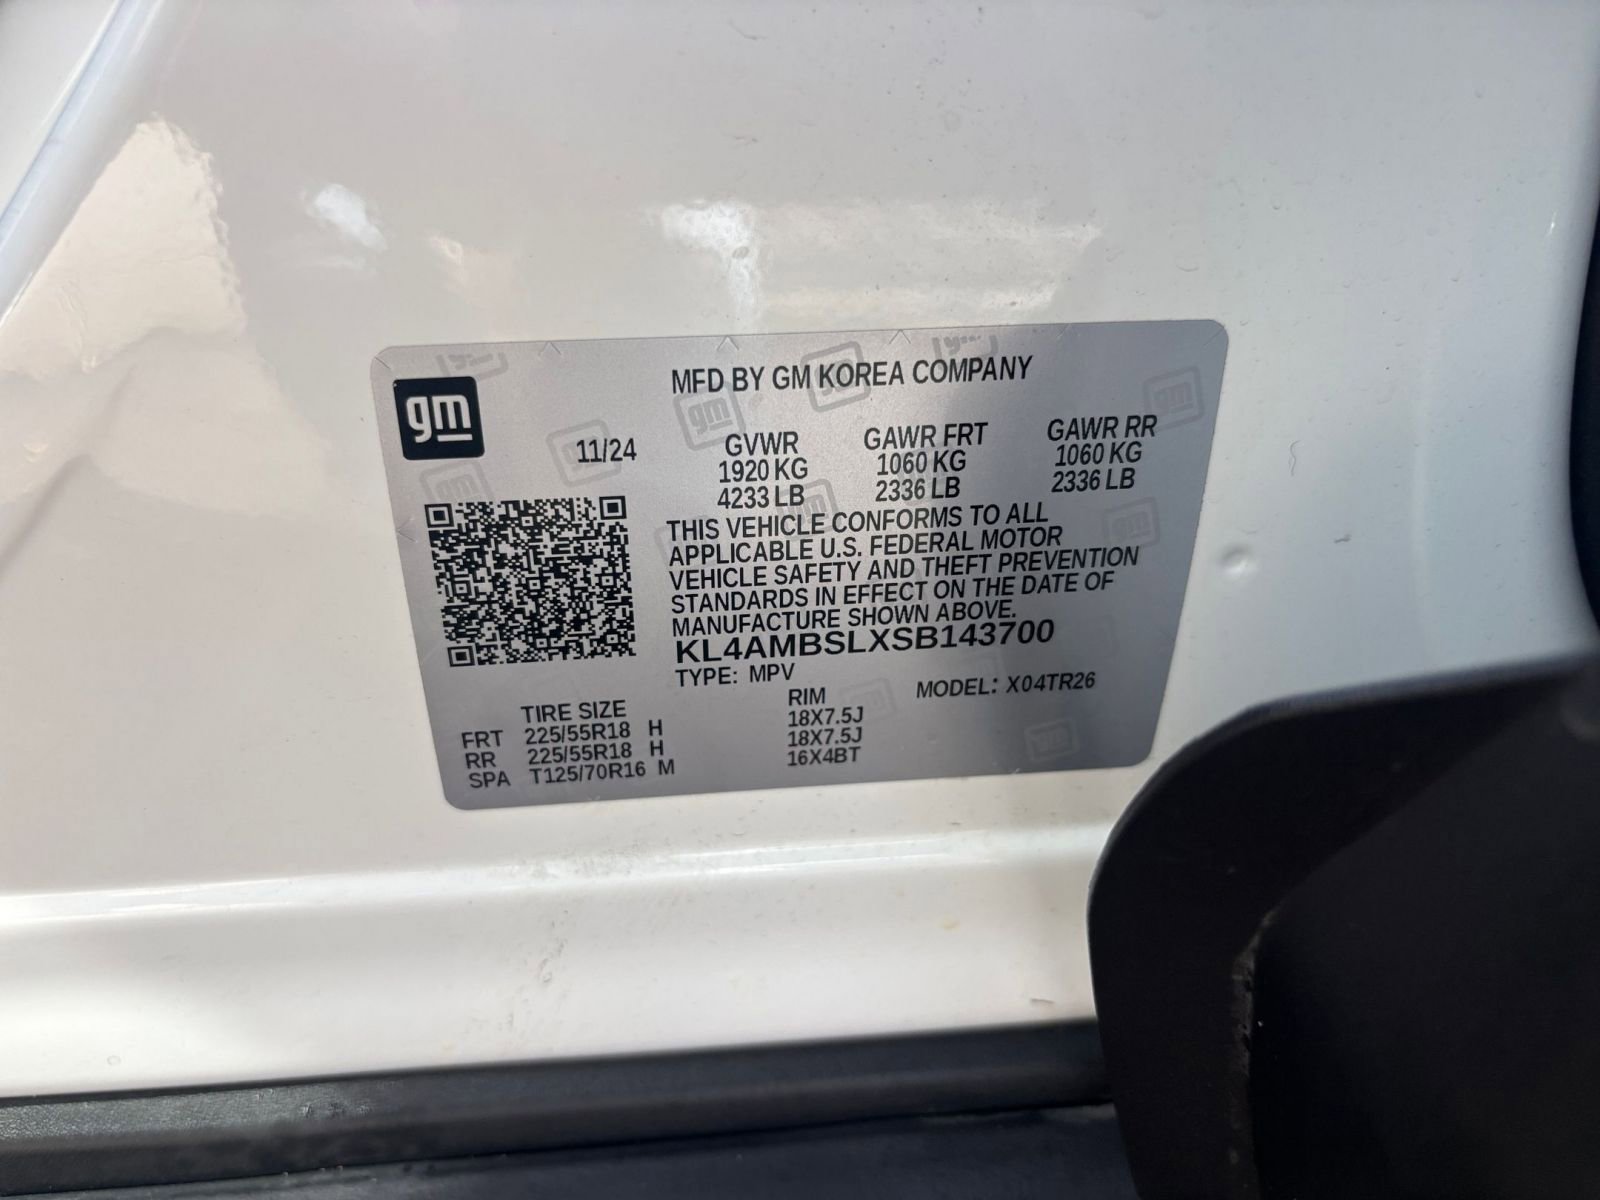 gm
MFD BY GM KOREA COMPANY
11/24
GVWR GAWR FRT GAWR RR
1920 KG 1060 KG 1060 KG
4233 LB 2336 LB 2336 LB
THIS VEHICLE CONFORMS TO ALL
APPLICABLE U.S. FEDERAL MOTOR
VEHICLE SAFETY AND THEFT PREVENTION
STANDARDS IN EFFECT ON THE DATE OF
MANUFACTURE SHOWN ABOVE.
KL4AMBSLXSB143700
TYPE: MPV MODEL: X04TR26
TIRE SIZE RIM
FRT 225/55R18 H 18X7.5J
RR 225/55R18 H 18X7.5J
SPA T125/70R16 M 16X4BT